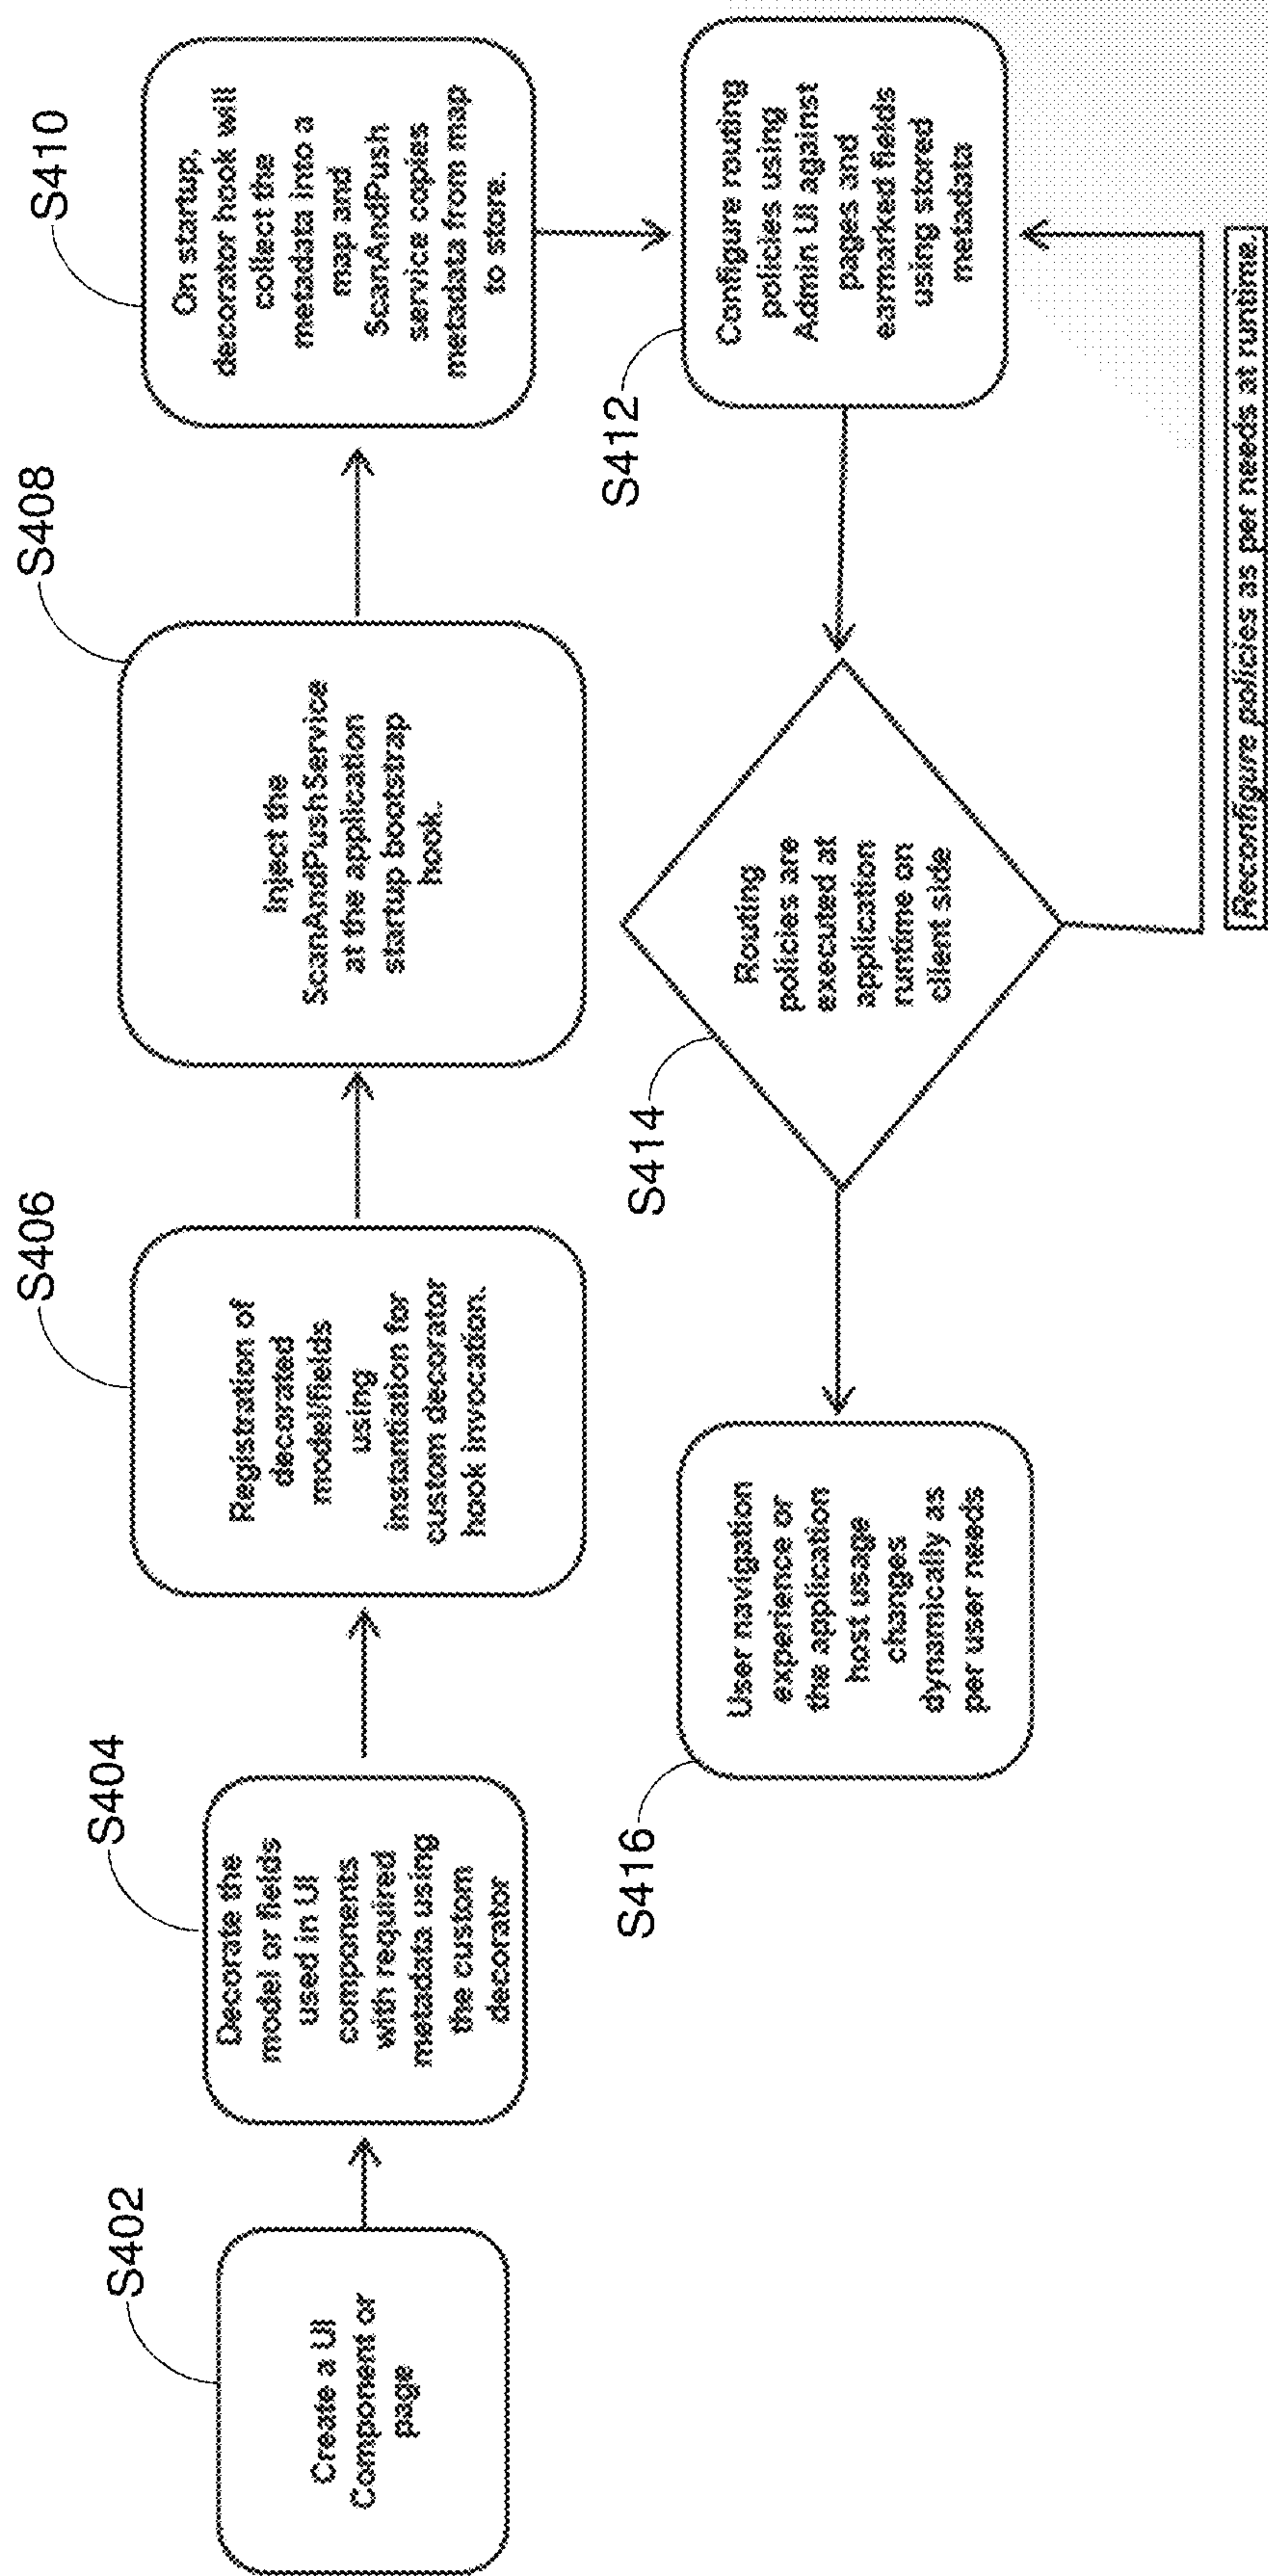 S402
Create a UI
Component or
page
S404
Decorate the
model or fields
used in UI
components
with required
metadata using
the custom
decorator
S406
Registration of
decorated
model/fields
using
instantiation for
custom decorator
hook invocation.
S408
Inject the
ScanAndPushService
at the application
startup bootstrap
hook.
S410
On startup,
decorator hook will
collect the
metadata into a
map and
ScanAndPush
service copies
metadata from map
to store.
S412
Configure routing
policies using
Admin UI against
pages and
earmarked fields
using stored
metadata
S414
Routing
policies are
executed at
application
runtime on
client side
Reconfigure policies as per needs at runtime.
S416
User navigation
experience or
the application
host usage
changes
dynamically as
per user needs